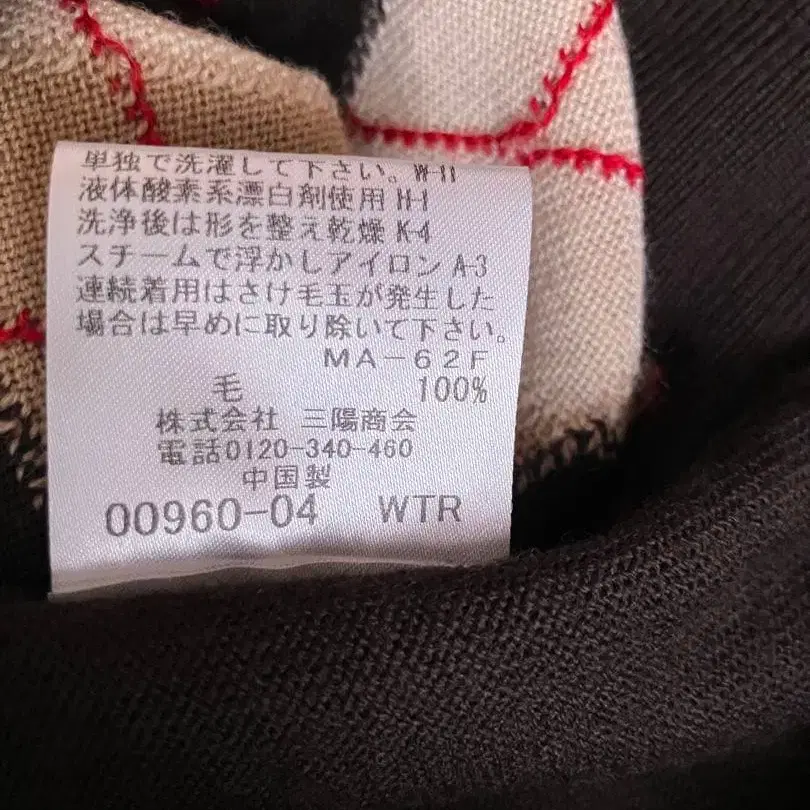 単独で洗濯して下さい。W-11
液体酸素系漂白剤使用 H-1
洗浄後は形を整え乾燥 K-4
スチームで浮かしアイロン A-3
連続着用はさけ毛玉が発生した
場合は早めに取り除いて下さい。
MA-62F
毛 100%
株式会社 三陽商会
電話0120-340-460
中国製
00960-04 WTR